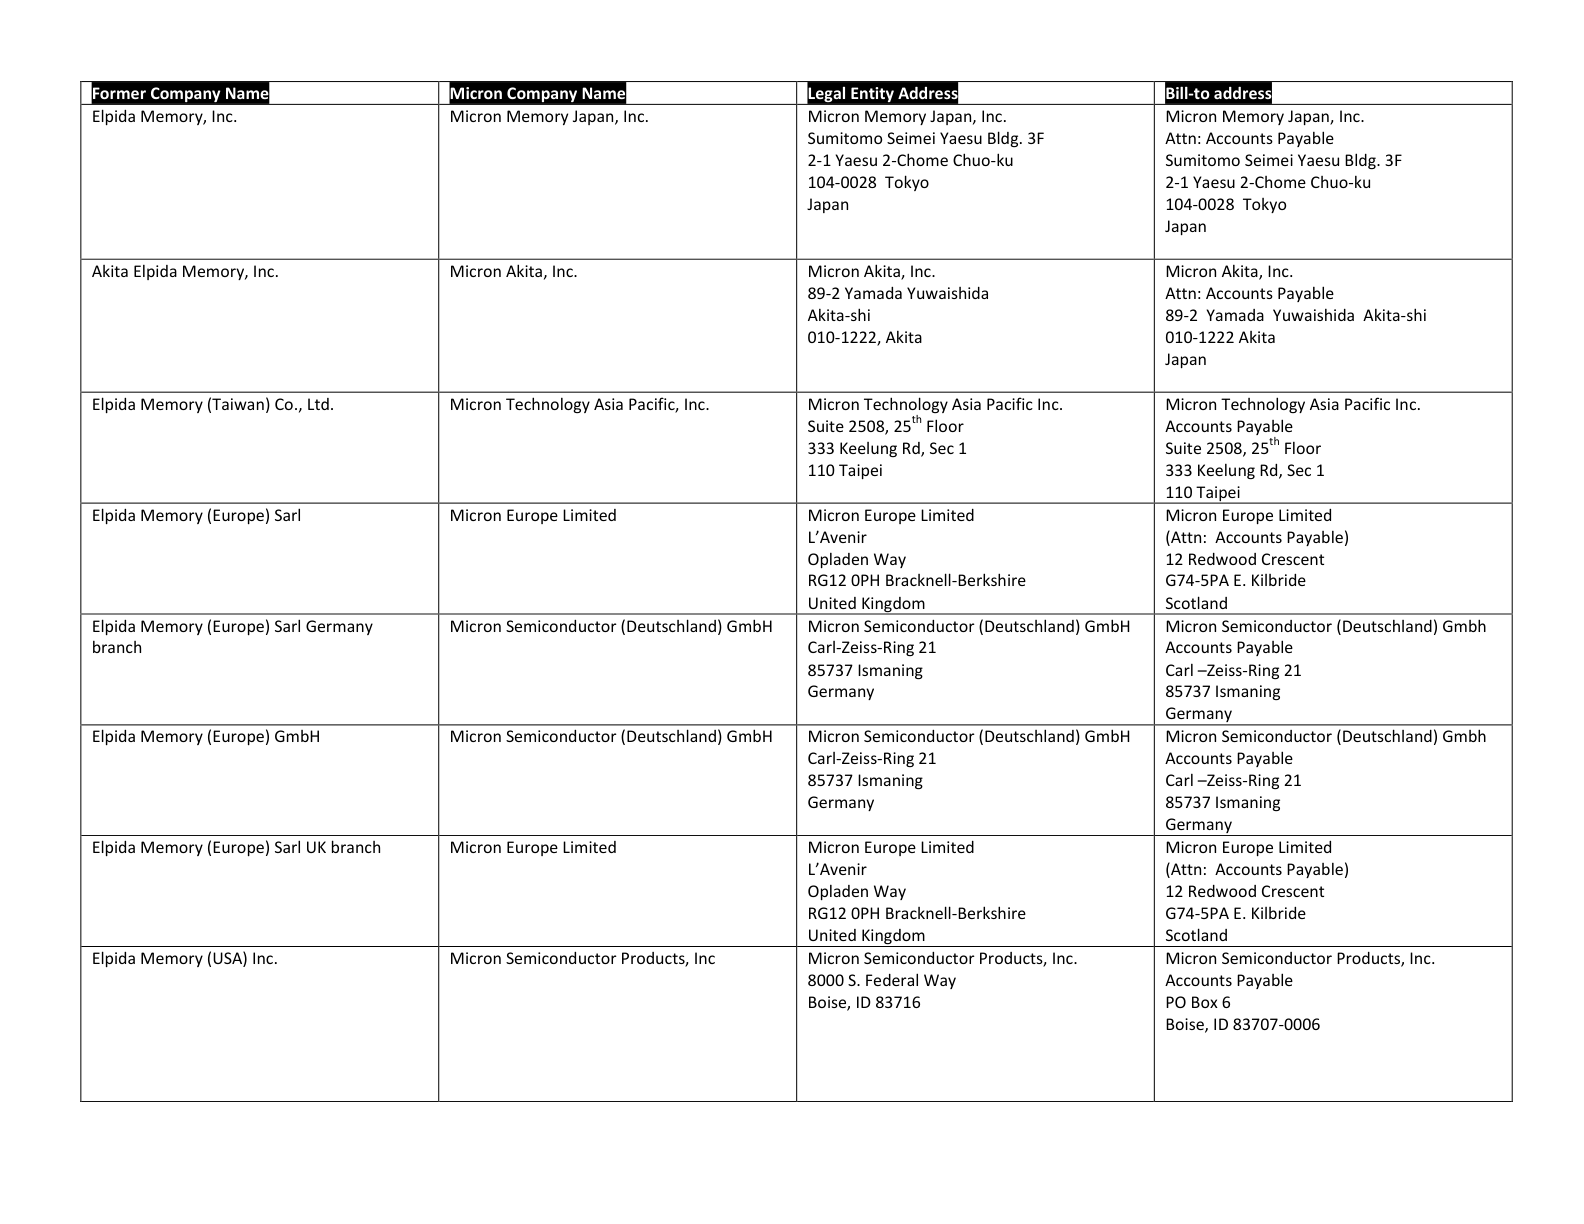 Former Company Name
Micron Company Name
Legal Entity Address
Bill-to address
Elpida Memory, Inc.
Micron Memory Japan, Inc.
Micron Memory Japan, Inc.
Sumitomo Seimei Yaesu Bldg. 3F
2-1 Yaesu 2-Chome Chuo-ku
104-0028  Tokyo
Japan
Micron Memory Japan, Inc.
Attn: Accounts Payable
Sumitomo Seimei Yaesu Bldg. 3F
2-1 Yaesu 2-Chome Chuo-ku
104-0028  Tokyo
Japan
Akita Elpida Memory, Inc.
Micron Akita, Inc.
Micron Akita, Inc.
89-2 Yamada Yuwaishida
Akita-shi
010-1222, Akita
Micron Akita, Inc.
Attn: Accounts Payable
89-2  Yamada  Yuwaishida  Akita-shi
010-1222 Akita
Japan
Elpida Memory (Taiwan) Co., Ltd.
Micron Technology Asia Pacific, Inc.
Micron Technology Asia Pacific Inc.
Suite 2508, 25th Floor
333 Keelung Rd, Sec 1
110 Taipei
Micron Technology Asia Pacific Inc.
Accounts Payable
Suite 2508, 25th Floor
333 Keelung Rd, Sec 1
110 Taipei
Elpida Memory (Europe) Sarl
Micron Europe Limited
Micron Europe Limited
L’Avenir
Opladen Way
RG12 0PH Bracknell-Berkshire
United Kingdom
Micron Europe Limited
(Attn:  Accounts Payable)
12 Redwood Crescent
G74-5PA E. Kilbride
Scotland
Elpida Memory (Europe) Sarl Germany
branch
Micron Semiconductor (Deutschland) GmbH
Micron Semiconductor (Deutschland) GmbH
Carl-Zeiss-Ring 21
85737 Ismaning
Germany
Micron Semiconductor (Deutschland) Gmbh
Accounts Payable
Carl –Zeiss-Ring 21
85737 Ismaning
Germany
Elpida Memory (Europe) GmbH
Micron Semiconductor (Deutschland) GmbH
Micron Semiconductor (Deutschland) GmbH
Carl-Zeiss-Ring 21
85737 Ismaning
Germany
Micron Semiconductor (Deutschland) Gmbh
Accounts Payable
Carl –Zeiss-Ring 21
85737 Ismaning
Germany
Elpida Memory (Europe) Sarl UK branch
Micron Europe Limited
Micron Europe Limited
L’Avenir
Opladen Way
RG12 0PH Bracknell-Berkshire
United Kingdom
Micron Europe Limited
(Attn:  Accounts Payable)
12 Redwood Crescent
G74-5PA E. Kilbride
Scotland
Elpida Memory (USA) Inc.
Micron Semiconductor Products, Inc
Micron Semiconductor Products, Inc.
8000 S. Federal Way
Boise, ID 83716
Micron Semiconductor Products, Inc.
Accounts Payable
PO Box 6
Boise, ID 83707-0006